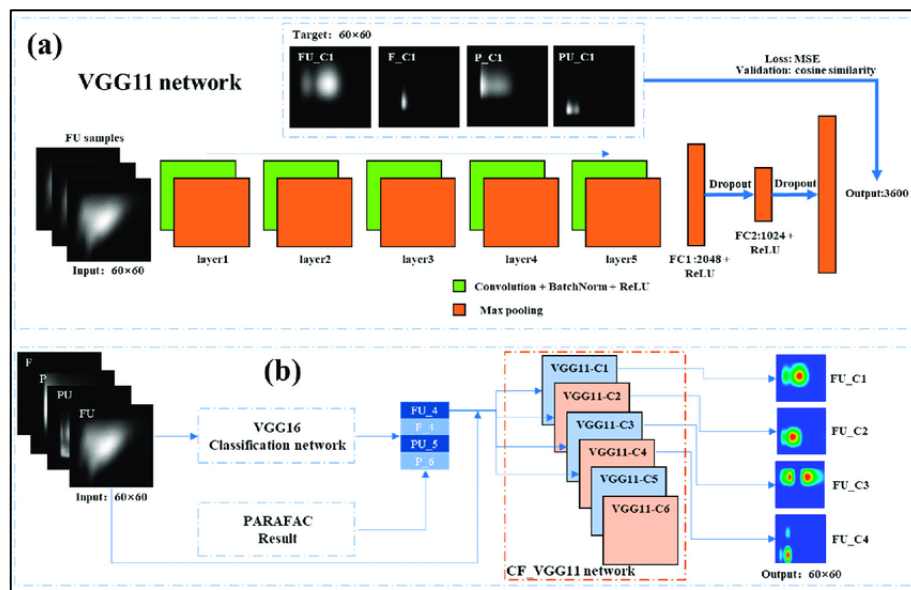 (a)
VGG11 network
Target: 60×60
FU_C1
F_C1
P_C1
PU_C1
Loss: MSE
Validation: cosine similarity
FU samples
Input: 60×60
layer1
layer2
layer3
layer4
layer5
Dropout
Dropout
Output:3600
FC1:2048 +
ReLU
FC2:1024 +
ReLU
Convolution + BatchNorm + ReLU
Max pooling
(b)
F
P
PU
FU
Input: 60×60
VGG16
Classification network
PARAFAC
Result
FU_4
F_4
PU_5
P_6
VGG11-C1
VGG11-C2
VGG11-C3
VGG11-C4
VGG11-C5
VGG11-C6
CF_VGG11 network
FU_C1
FU_C2
FU_C3
FU_C4
Output: 60×60